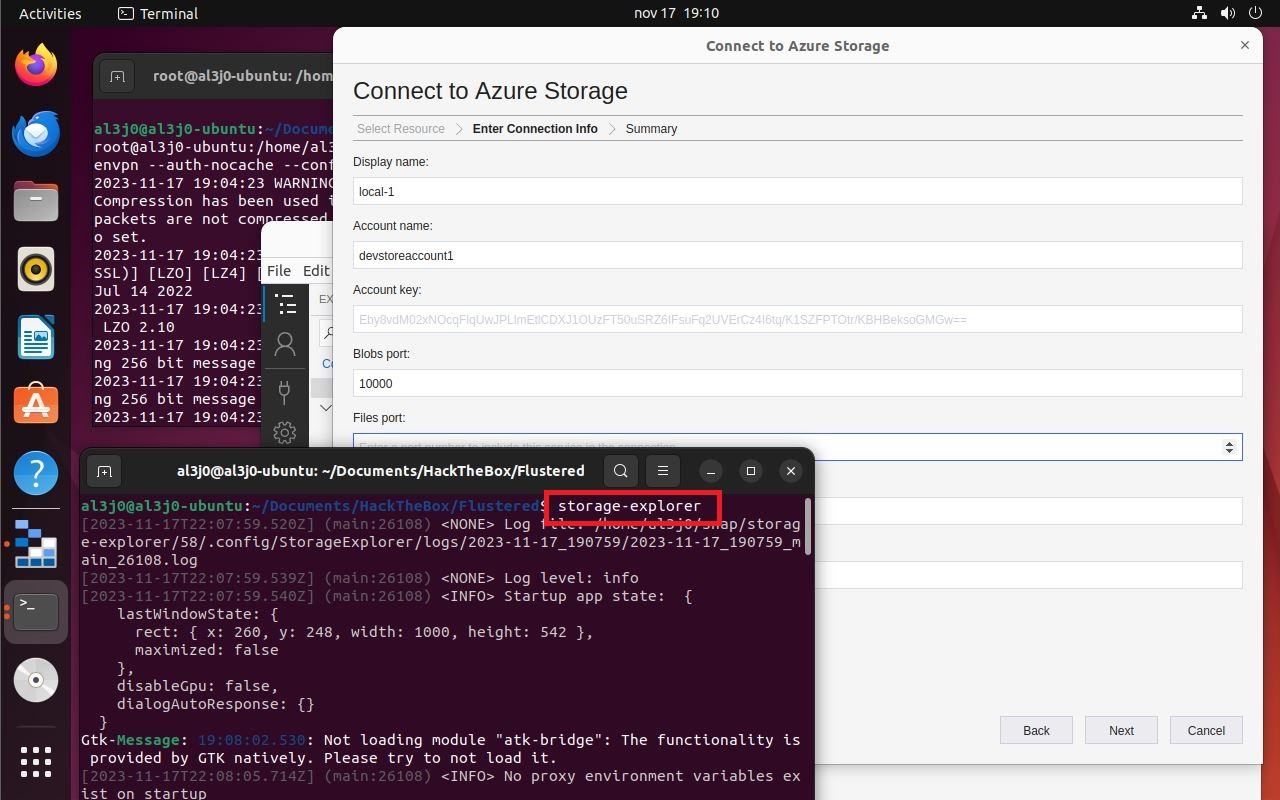 Activities
Terminal
nov 17 19:10
root@al3j0-ubuntu: /hom
al3j0@al3j0-ubuntu:~/Docum
root@al3j0-ubuntu:/home/al3
envpn --auth-nocache --conf
2023-11-17 19:04:23 WARNING
Compression has been used i
packets are not compressed
o set.
2023-11-17 19:04:23
SSL)] [LZO] [LZ4] [
Jul 14 2022
2023-11-17 19:04:23
LZO 2.10
2023-11-17 19:04:23
ng 256 bit message
2023-11-17 19:04:23
ng 256 bit message
2023-11-17 19:04:23
File Edit
EX
Co
Connect to Azure Storage
Connect to Azure Storage
Select Resource
Enter Connection Info
Summary
Display name:
local-1
Account name:
devstoreaccount1
Account key:
Eby8vdM02xNOcqFlqUwJPLlmEtlCDXJ1OUzFT50uSRZ6IFsuFq2UVErCz4I6tq/K1SZFPTOtr/KBHBeksoGMGw==
Blobs port:
10000
Files port:
Enter a port number to include this service in the connection
Back
Next
Cancel
al3j0@al3j0-ubuntu: ~/Documents/HackTheBox/Flustered
al3j0@al3j0-ubuntu:~/Documents/HackTheBox/Flustered$ storage-explorer
[2023-11-17T22:07:59.520Z] (main:26108) <NONE> Log file: /home/al3j0/snap/storag
e-explorer/58/.config/StorageExplorer/logs/2023-11-17_190759/2023-11-17_190759_m
ain_26108.log
[2023-11-17T22:07:59.539Z] (main:26108) <NONE> Log level: info
[2023-11-17T22:07:59.540Z] (main:26108) <INFO> Startup app state: {
lastWindowState: {
rect: { x: 260, y: 248, width: 1000, height: 542 },
maximized: false
},
disableGpu: false,
dialogAutoResponse: {}
}
Gtk-Message: 19:08:02.530: Not loading module "atk-bridge": The functionality is
provided by GTK natively. Please try to not load it.
[2023-11-17T22:08:05.714Z] (main:26108) <INFO> No proxy environment variables ex
ist on startup